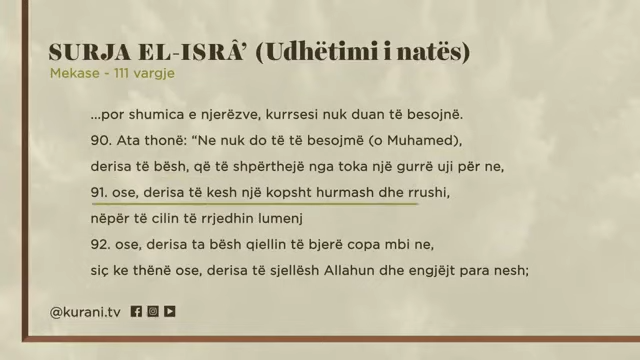 SURJA EL-ISRÂ’ (Udhëtimi i natës)
Mekase - 111 vargje
...por shumica e njerëzve, kurrsesi nuk duan të besojnë.
90. Ata thonë: “Ne nuk do të të besojmë (o Muhamed),
derisa të bësh, që të shpërthejë nga toka një gurrë uji për ne,
91. ose, derisa të kesh një kopsht hurmash dhe rrushi,
nëpër të cilin të rrjedhin lumenj
92. ose, derisa ta bësh qiellin të bjerë copa mbi ne,
siç ke thënë ose, derisa të sjellësh Allahun dhe engjëjt para nesh;
@kurani.tv